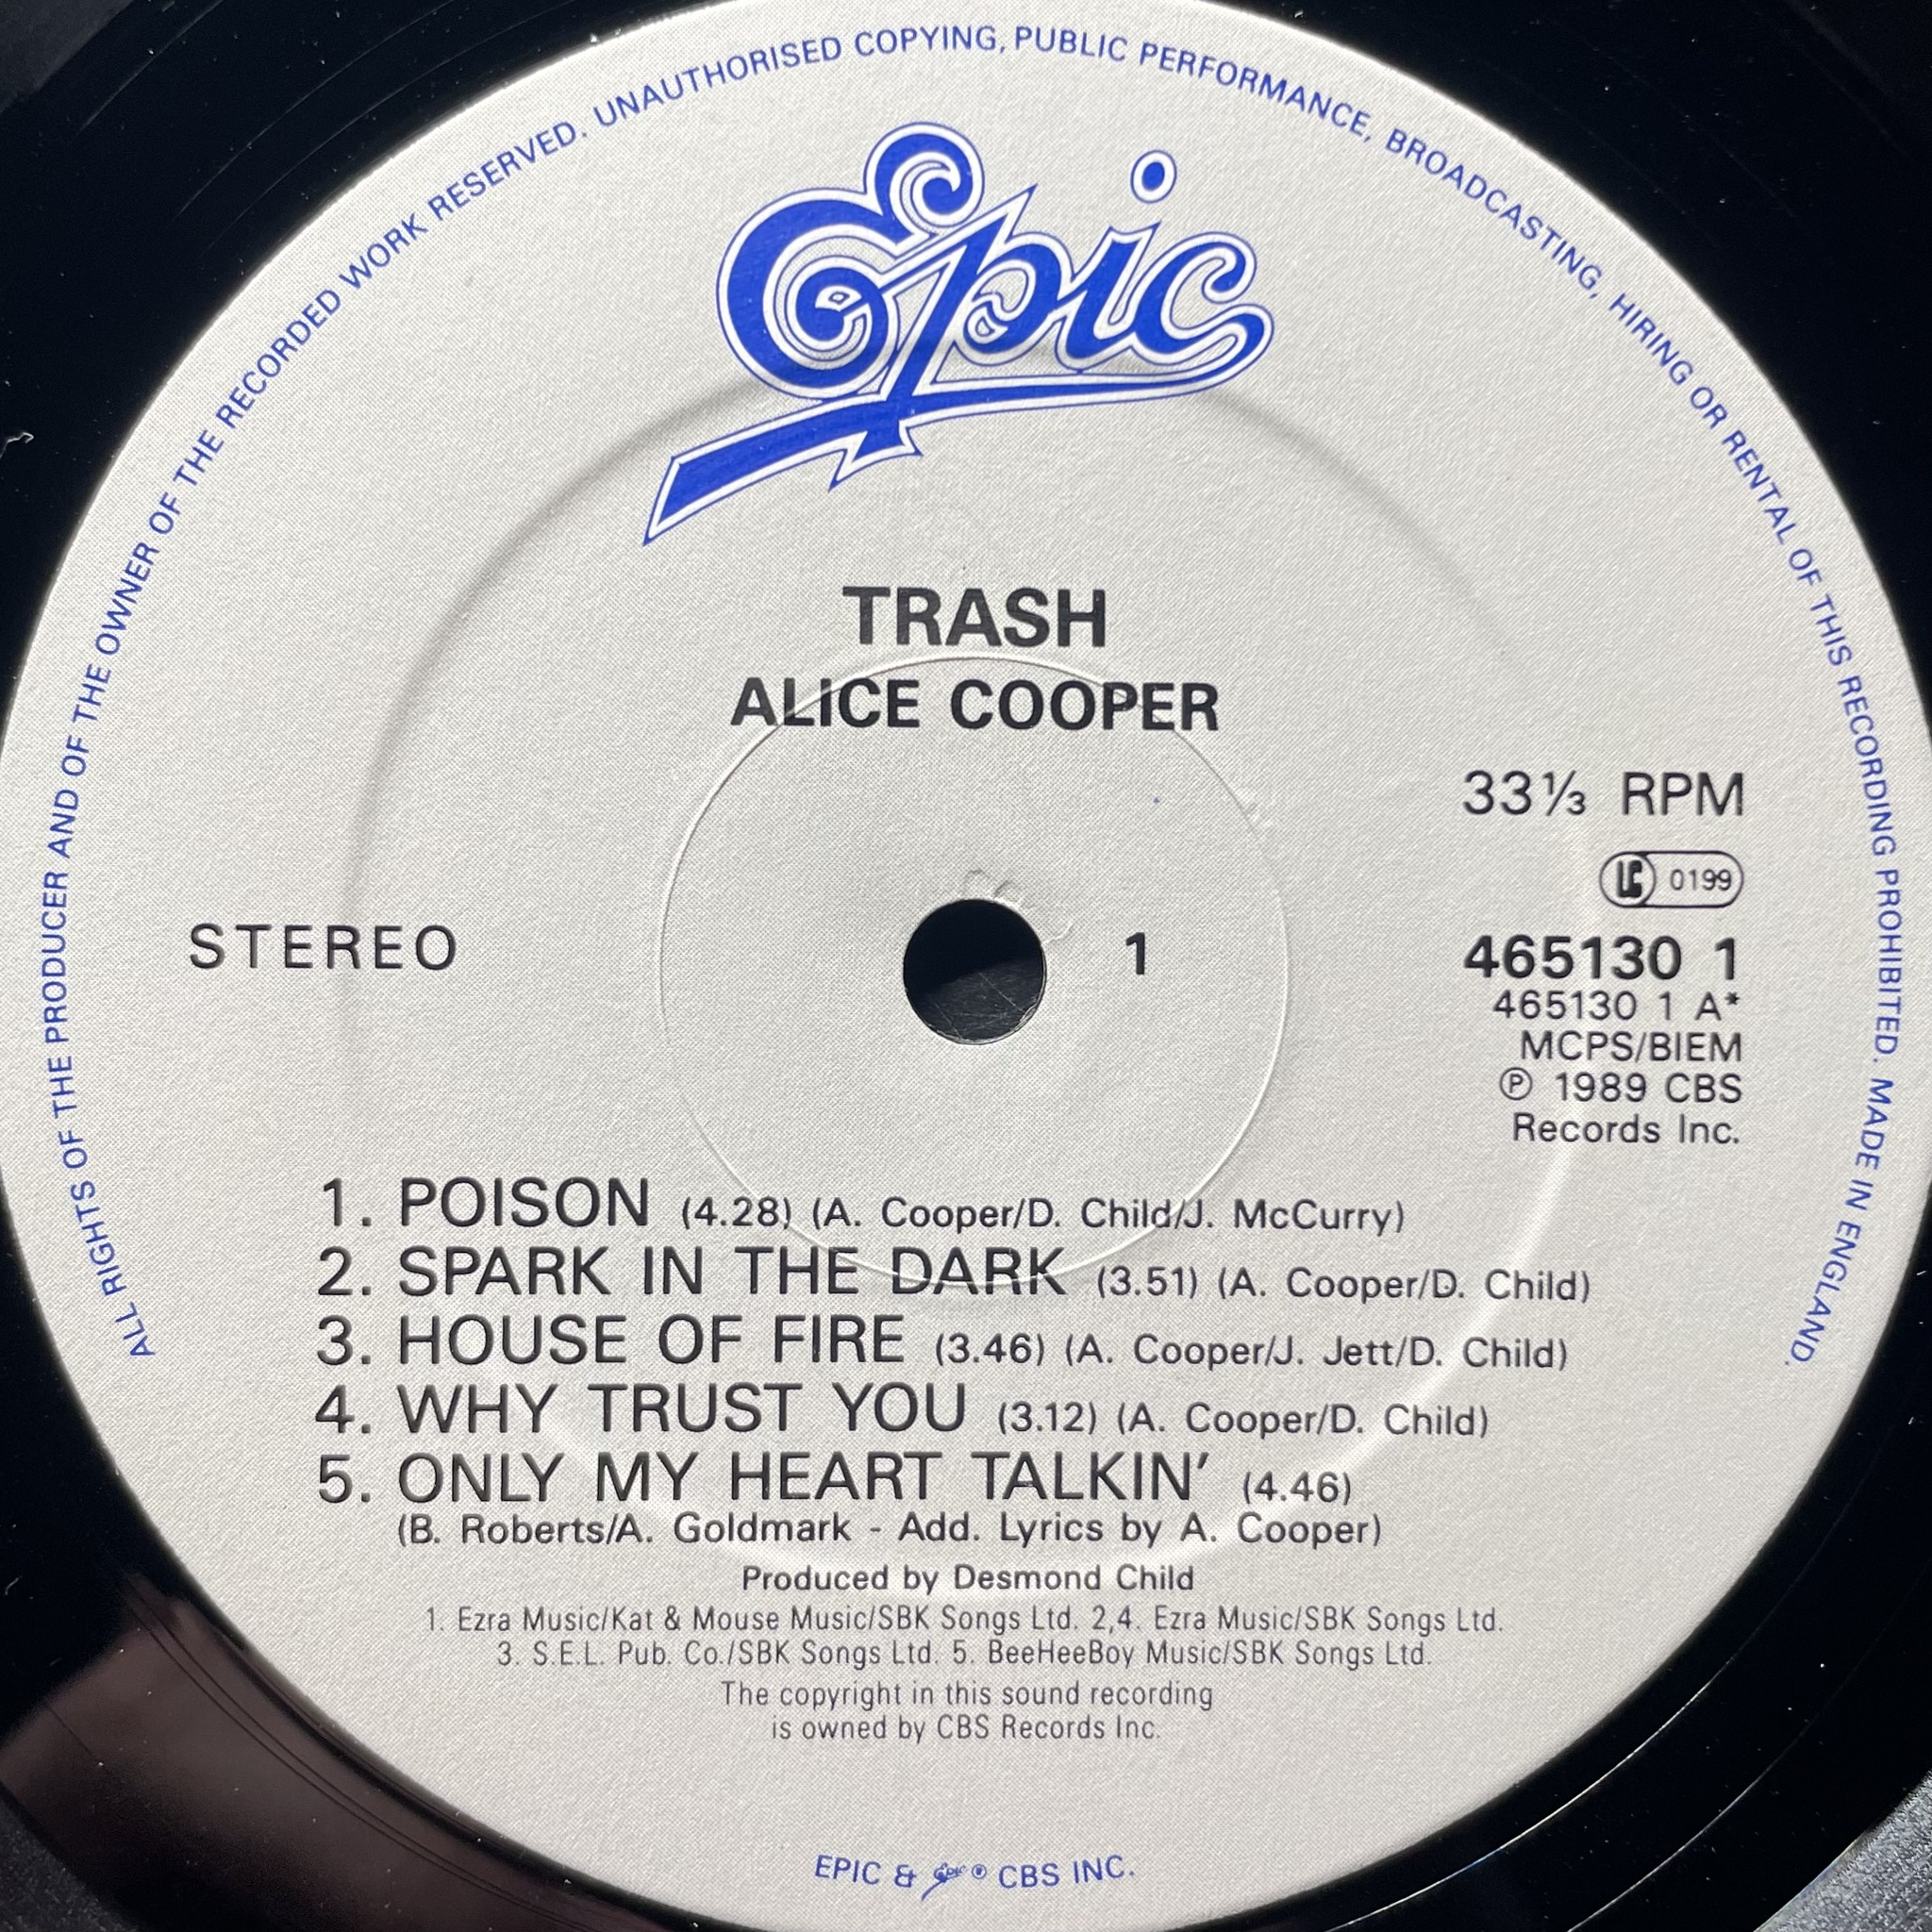 ALL RIGHTS OF THE PRODUCER AND OF THE OWNER OF THE RECORDED WORK RESERVED. UNAUTHORISED COPYING, PUBLIC PERFORMANCE, BROADCASTING, HIRING OR RENTAL OF THIS RECORDING PROHIBITED. MADE IN ENGLAND.
Epic
TRASH
ALICE COOPER
33⅓ RPM
LC 0199
STEREO
1
465130 1
465130 1 A*
MCPS/BIEM
℗ 1989 CBS
Records Inc.
1. POISON (4.28) (A. Cooper/D. Child/J. McCurry)
2. SPARK IN THE DARK (3.51) (A. Cooper/D. Child)
3. HOUSE OF FIRE (3.46) (A. Cooper/J. Jett/D. Child)
4. WHY TRUST YOU (3.12) (A. Cooper/D. Child)
5. ONLY MY HEART TALKIN' (4.46)
(B. Roberts/A. Goldmark - Add. Lyrics by A. Cooper)
Produced by Desmond Child
1. Ezra Music/Kat & Mouse Music/SBK Songs Ltd. 2,4. Ezra Music/SBK Songs Ltd.
3. S.E.L. Pub. Co./SBK Songs Ltd. 5. BeeHeeBoy Music/SBK Songs Ltd.
The copyright in this sound recording
is owned by CBS Records Inc.
EPIC & Epic ® CBS INC.